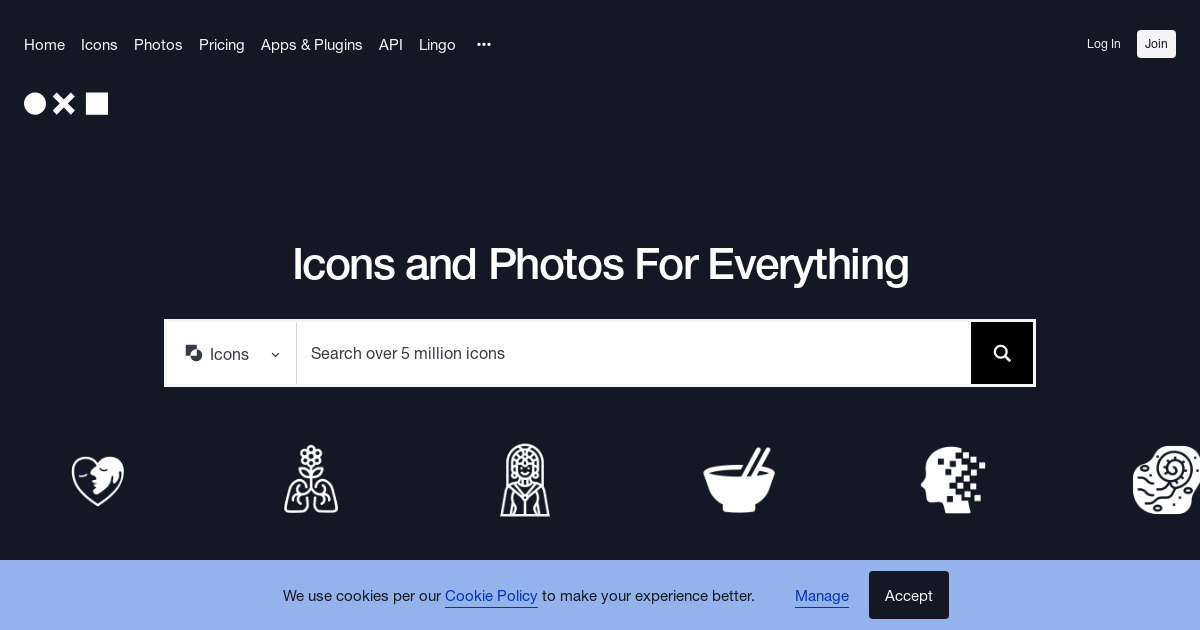 Home Icons Photos Pricing Apps & Plugins API Lingo ••• Log In Join
Icons and Photos For Everything
Icons Search over 5 million icons
We use cookies per our Cookie Policy to make your experience better. Manage Accept